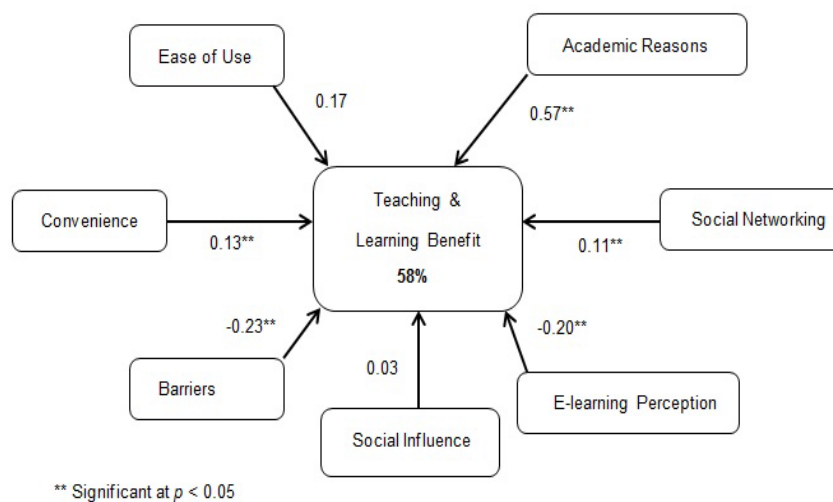 Academic Reasons
Ease of Use
0.17
0.57**
Teaching &
Learning Benefit
58%
Convenience
0.13**
Social Networking
0.11**
-0.23**
-0.20**
0.03
Barriers
E-learning Perception
Social Influence
** Significant at p < 0.05